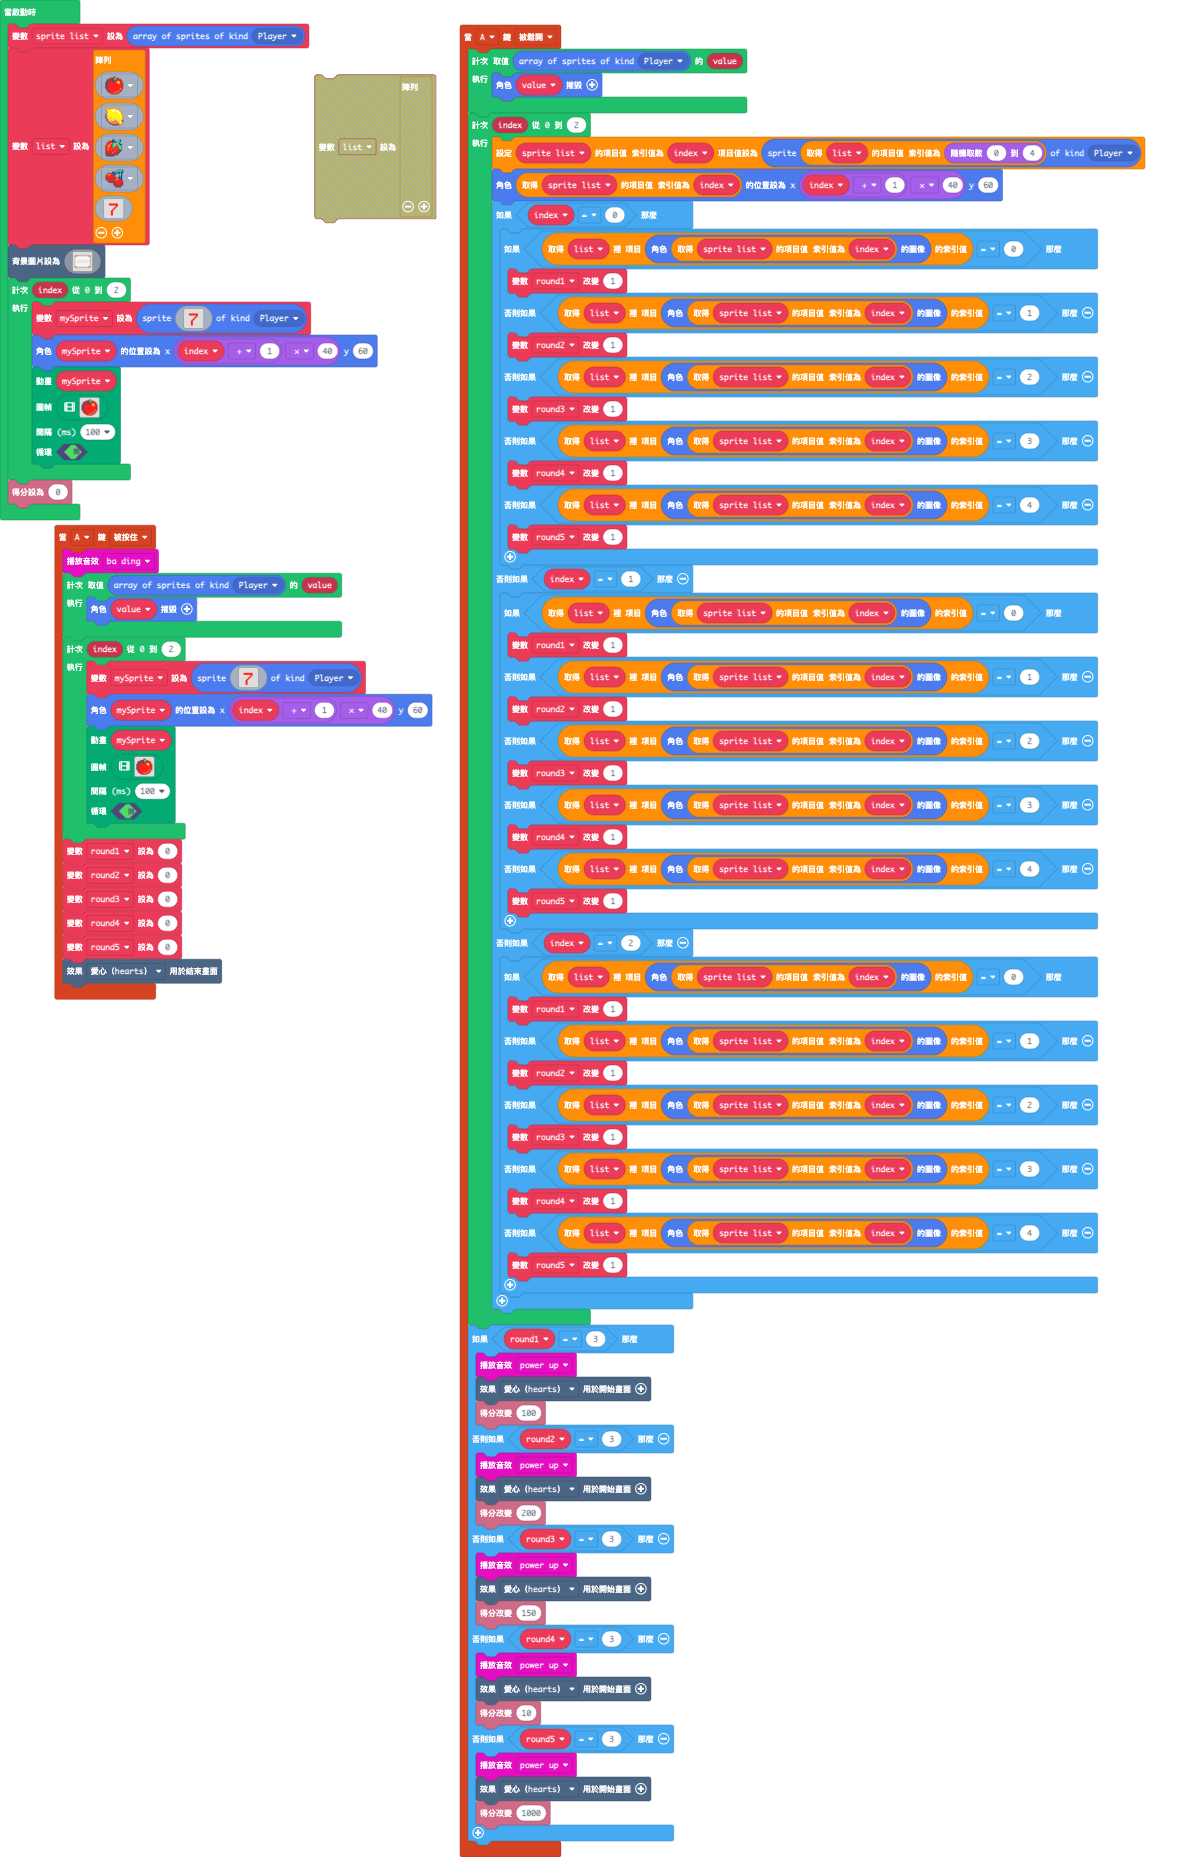 當啟動時
變數 sprite list 設為 array of sprites of kind Player
陣列
變數 list 設為
7
背景圖片設為
計次 index 從 0 到 2
執行
變數 mySprite 設為 sprite 7 of kind Player
角色 mySprite 的位置設為 x index + 1 × 40 y 60
動畫 mySprite
圖幀
間隔 (ms) 100
循環
得分設為 0
陣列
變數 list 設為
當 A 鍵 被按住
播放音效 ba ding
計次 取值 array of sprites of kind Player 的 value
執行
角色 value 摧毀
計次 index 從 0 到 2
執行
變數 mySprite 設為 sprite 7 of kind Player
角色 mySprite 的位置設為 x index + 1 × 40 y 60
動畫 mySprite
圖幀
間隔 (ms) 100
循環
變數 round1 設為 0
變數 round2 設為 0
變數 round3 設為 0
變數 round4 設為 0
變數 round5 設為 0
效果 愛心 (hearts) 用於結束畫面
當 A 鍵 被鬆開
計次 取值 array of sprites of kind Player 的 value
執行
角色 value 摧毀
計次 index 從 0 到 2
執行
設定 sprite list 的項目值 索引值為 index 項目值設為 sprite 取得 list 的項目值 索引值為 隨機取數 0 到 4 of kind Player
角色 取得 sprite list 的項目值 索引值為 index 的位置設為 x index + 1 × 40 y 60
如果 index = 0 那麼
如果 取得 list 裡 項目 角色 取得 sprite list 的項目值 索引值為 index 的圖像 的索引值 = 0 那麼
變數 round1 改變 1
否則如果 取得 list 裡 項目 角色 取得 sprite list 的項目值 索引值為 index 的圖像 的索引值 = 1 那麼
變數 round2 改變 1
否則如果 取得 list 裡 項目 角色 取得 sprite list 的項目值 索引值為 index 的圖像 的索引值 = 2 那麼
變數 round3 改變 1
否則如果 取得 list 裡 項目 角色 取得 sprite list 的項目值 索引值為 index 的圖像 的索引值 = 3 那麼
變數 round4 改變 1
否則如果 取得 list 裡 項目 角色 取得 sprite list 的項目值 索引值為 index 的圖像 的索引值 = 4 那麼
變數 round5 改變 1
否則如果 index = 1 那麼
如果 取得 list 裡 項目 角色 取得 sprite list 的項目值 索引值為 index 的圖像 的索引值 = 0 那麼
變數 round1 改變 1
否則如果 取得 list 裡 項目 角色 取得 sprite list 的項目值 索引值為 index 的圖像 的索引值 = 1 那麼
變數 round2 改變 1
否則如果 取得 list 裡 項目 角色 取得 sprite list 的項目值 索引值為 index 的圖像 的索引值 = 2 那麼
變數 round3 改變 1
否則如果 取得 list 裡 項目 角色 取得 sprite list 的項目值 索引值為 index 的圖像 的索引值 = 3 那麼
變數 round4 改變 1
否則如果 取得 list 裡 項目 角色 取得 sprite list 的項目值 索引值為 index 的圖像 的索引值 = 4 那麼
變數 round5 改變 1
否則如果 index = 2 那麼
如果 取得 list 裡 項目 角色 取得 sprite list 的項目值 索引值為 index 的圖像 的索引值 = 0 那麼
變數 round1 改變 1
否則如果 取得 list 裡 項目 角色 取得 sprite list 的項目值 索引值為 index 的圖像 的索引值 = 1 那麼
變數 round2 改變 1
否則如果 取得 list 裡 項目 角色 取得 sprite list 的項目值 索引值為 index 的圖像 的索引值 = 2 那麼
變數 round3 改變 1
否則如果 取得 list 裡 項目 角色 取得 sprite list 的項目值 索引值為 index 的圖像 的索引值 = 3 那麼
變數 round4 改變 1
否則如果 取得 list 裡 項目 角色 取得 sprite list 的項目值 索引值為 index 的圖像 的索引值 = 4 那麼
變數 round5 改變 1
如果 round1 = 3 那麼
播放音效 power up
效果 愛心 (hearts) 用於開始畫面
得分改變 100
否則如果 round2 = 3 那麼
播放音效 power up
效果 愛心 (hearts) 用於開始畫面
得分改變 200
否則如果 round3 = 3 那麼
播放音效 power up
效果 愛心 (hearts) 用於開始畫面
得分改變 150
否則如果 round4 = 3 那麼
播放音效 power up
效果 愛心 (hearts) 用於開始畫面
得分改變 10
否則如果 round5 = 3 那麼
播放音效 power up
效果 愛心 (hearts) 用於開始畫面
得分改變 1000